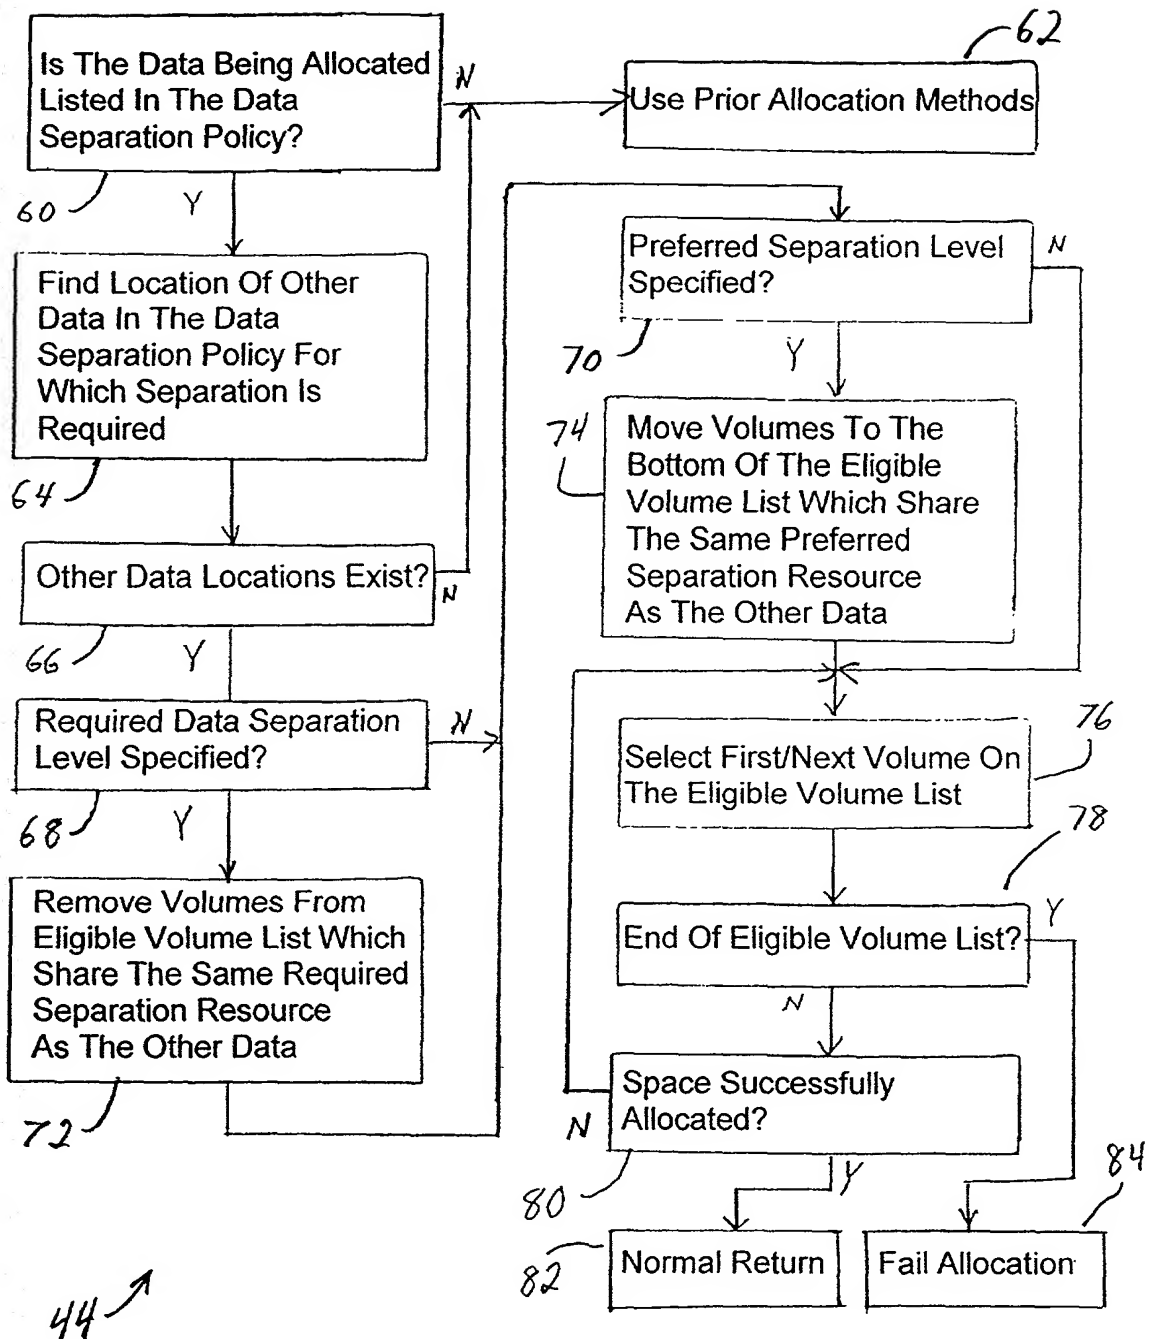 Is The Data Being Allocated
Listed In The Data
Separation Policy?
N
60
Y
62
Use Prior Allocation Methods
Find Location Of Other
Data In The Data
Separation Policy For
Which Separation Is
Required
64
Other Data Locations Exist?
N
66
Y
Required Data Separation
Level Specified?
N
68
Y
Remove Volumes From
Eligible Volume List Which
Share The Same Required
Separation Resource
As The Other Data
72
Preferred Separation Level
Specified?
N
70
Y
74
Move Volumes To The
Bottom Of The Eligible
Volume List Which Share
The Same Preferred
Separation Resource
As The Other Data
76
Select First/Next Volume On
The Eligible Volume List
78
End Of Eligible Volume List?
Y
N
Space Successfully
Allocated?
N
80
Y
84
82
Normal Return
Fail Allocation
44